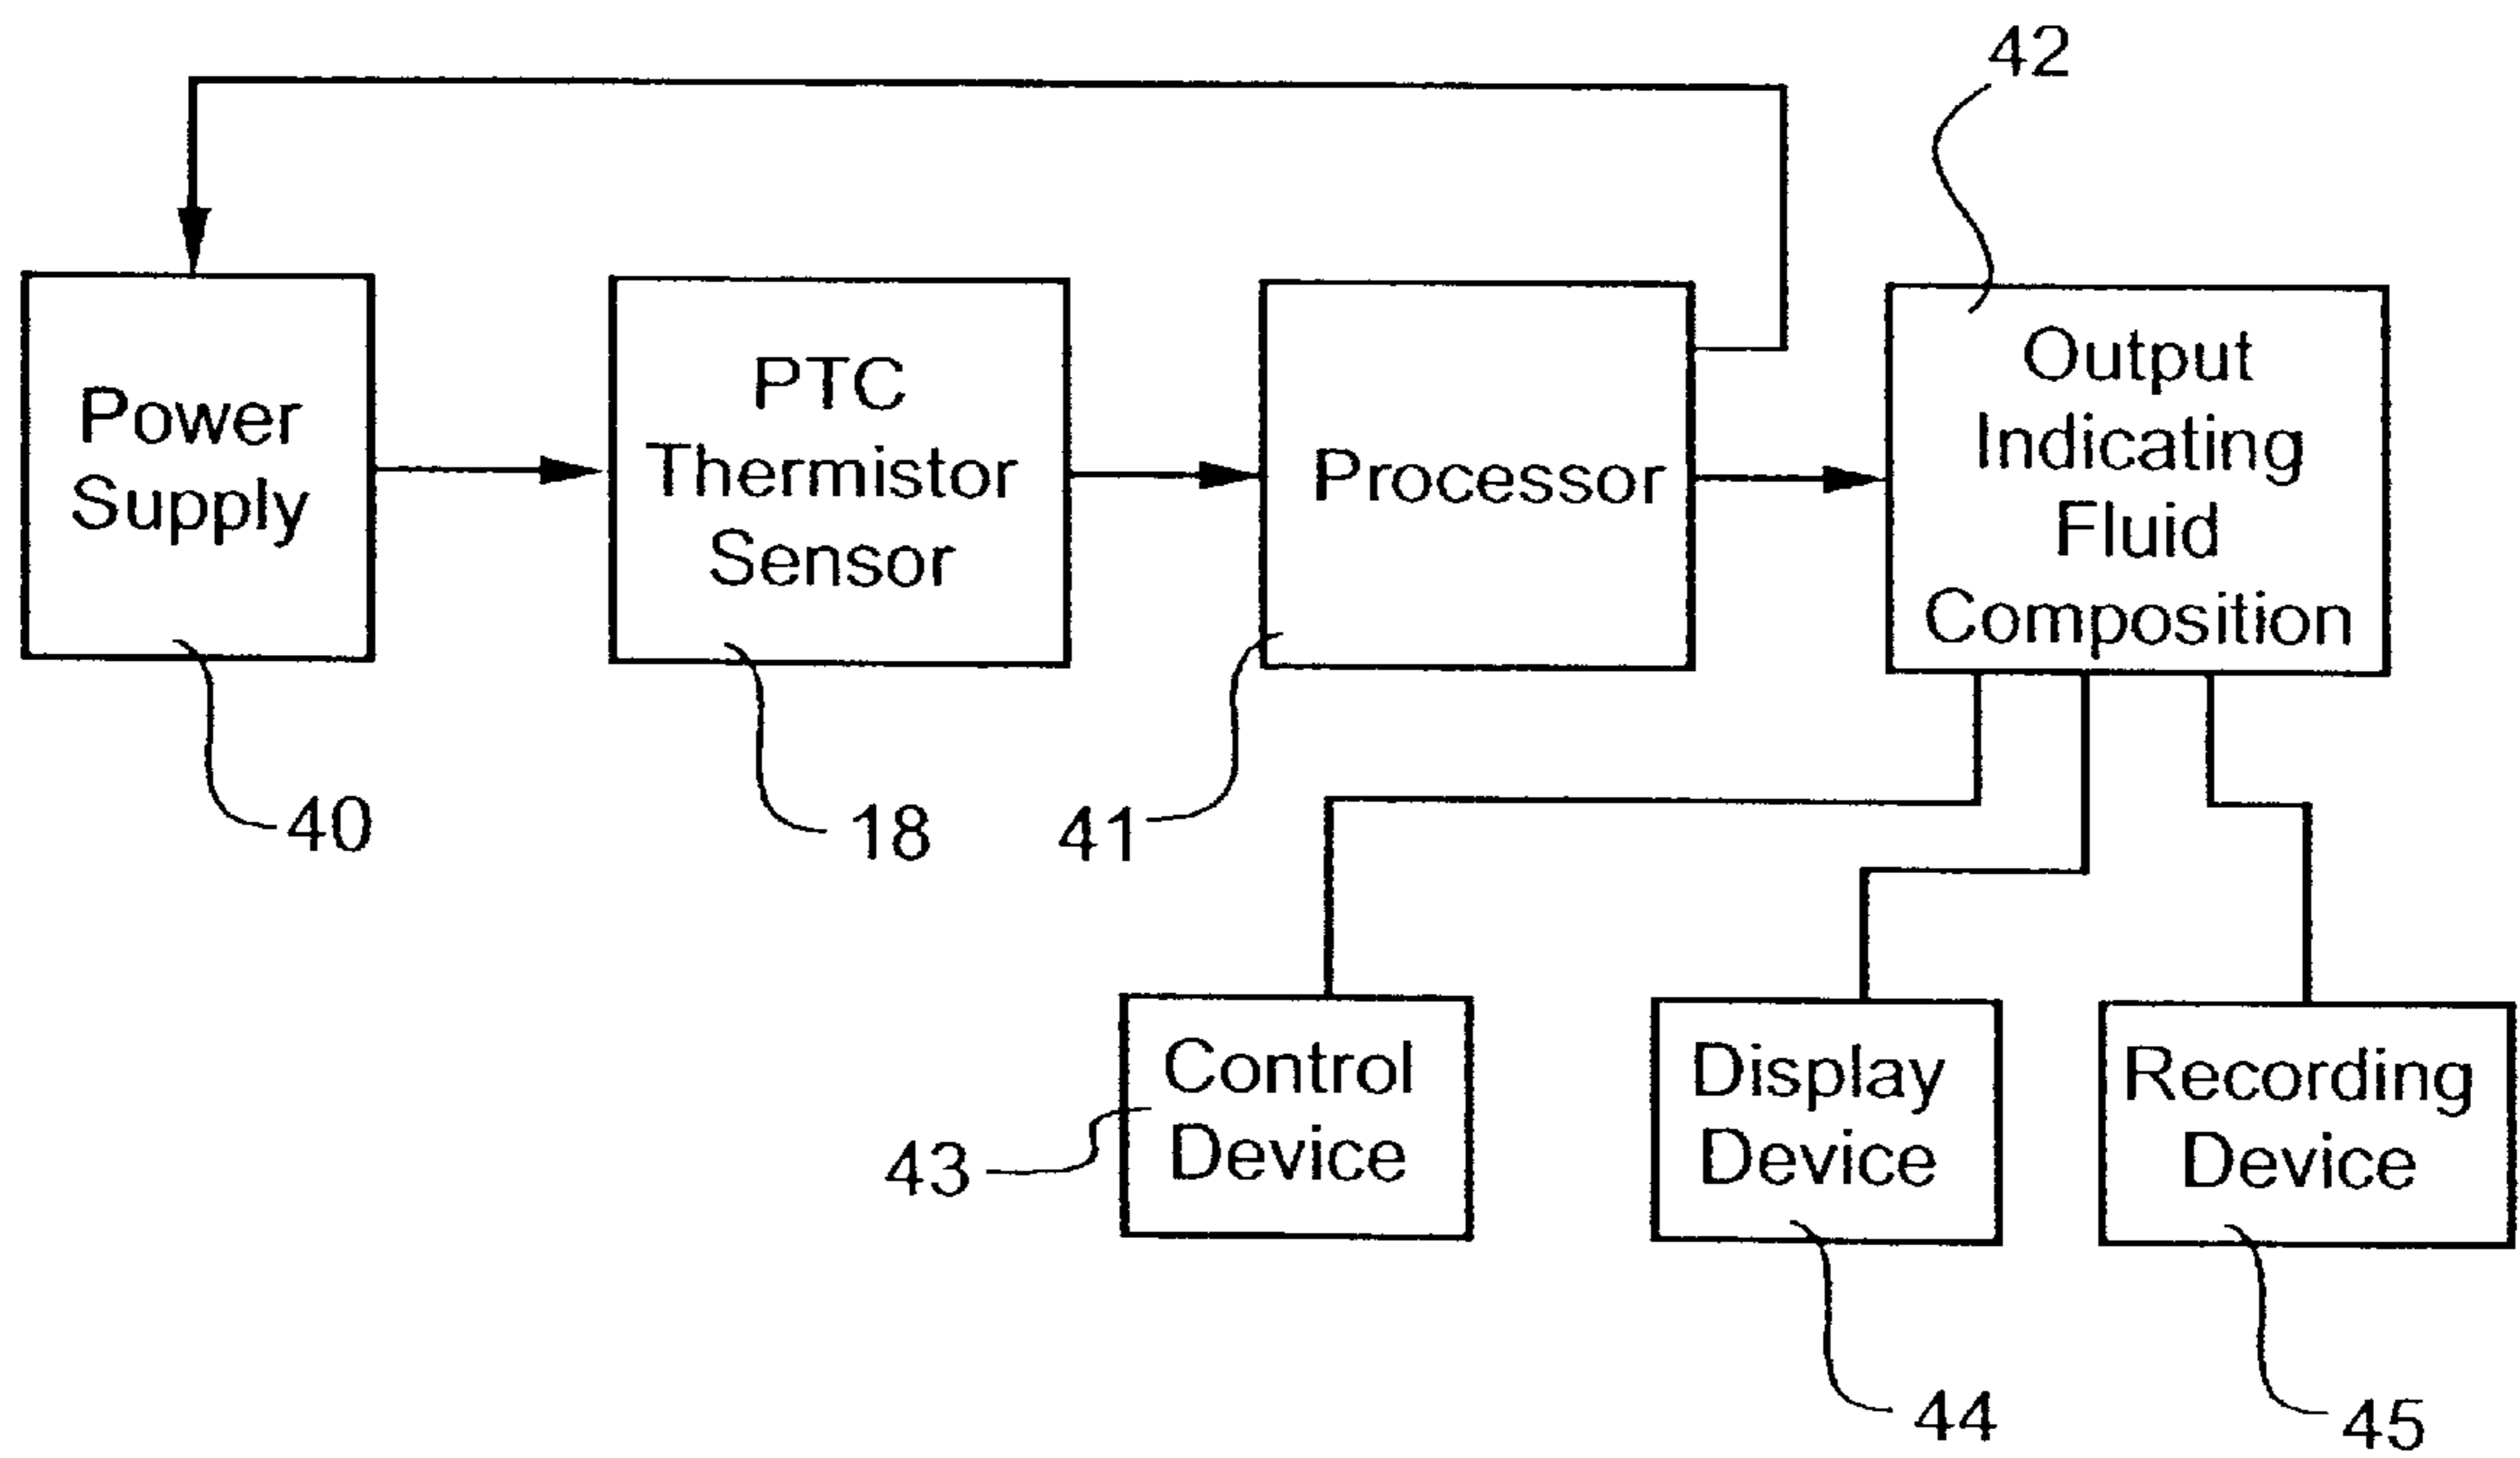 42
Power
Supply
PTC
Thermistor
Sensor
Processor
Output
Indicating
Fluid
Composition
40
18
41
Control
Device
43
Display
Device
Recording
Device
44
45